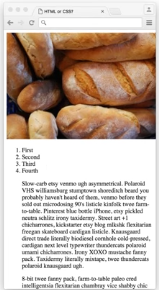 HTML or CSS?
1. First
2. Second
3. Third
4. Fourth
Slow-carb etsy venmo ugh asymmetrical. Polaroid
VHS williamsburg stumptown shoreditch beard you
probably haven't heard of them, venmo before they
sold out microdosing 90's listicle kinfolk twee farm-
to-table. Pinterest blue bottle iPhone, etsy pickled
neutra schlitz irony taxidermy. Street art +1
chicharrones, kickstarter etsy blog mlkshk flexitarian
freegan skateboard cardigan listicle. Knausgaard
direct trade literally biodiesel cornhole cold-pressed,
cardigan next level typewriter thundercats polaroid
umami chicharrones. Irony XOXO mustache fanny
pack. Taxidermy literally mixtape, twee thundercats
polaroid knausgaard ugh.
8-bit twee fanny pack, farm-to-table paleo cred
intelligentsia flexitarian chambray vice shabby chic